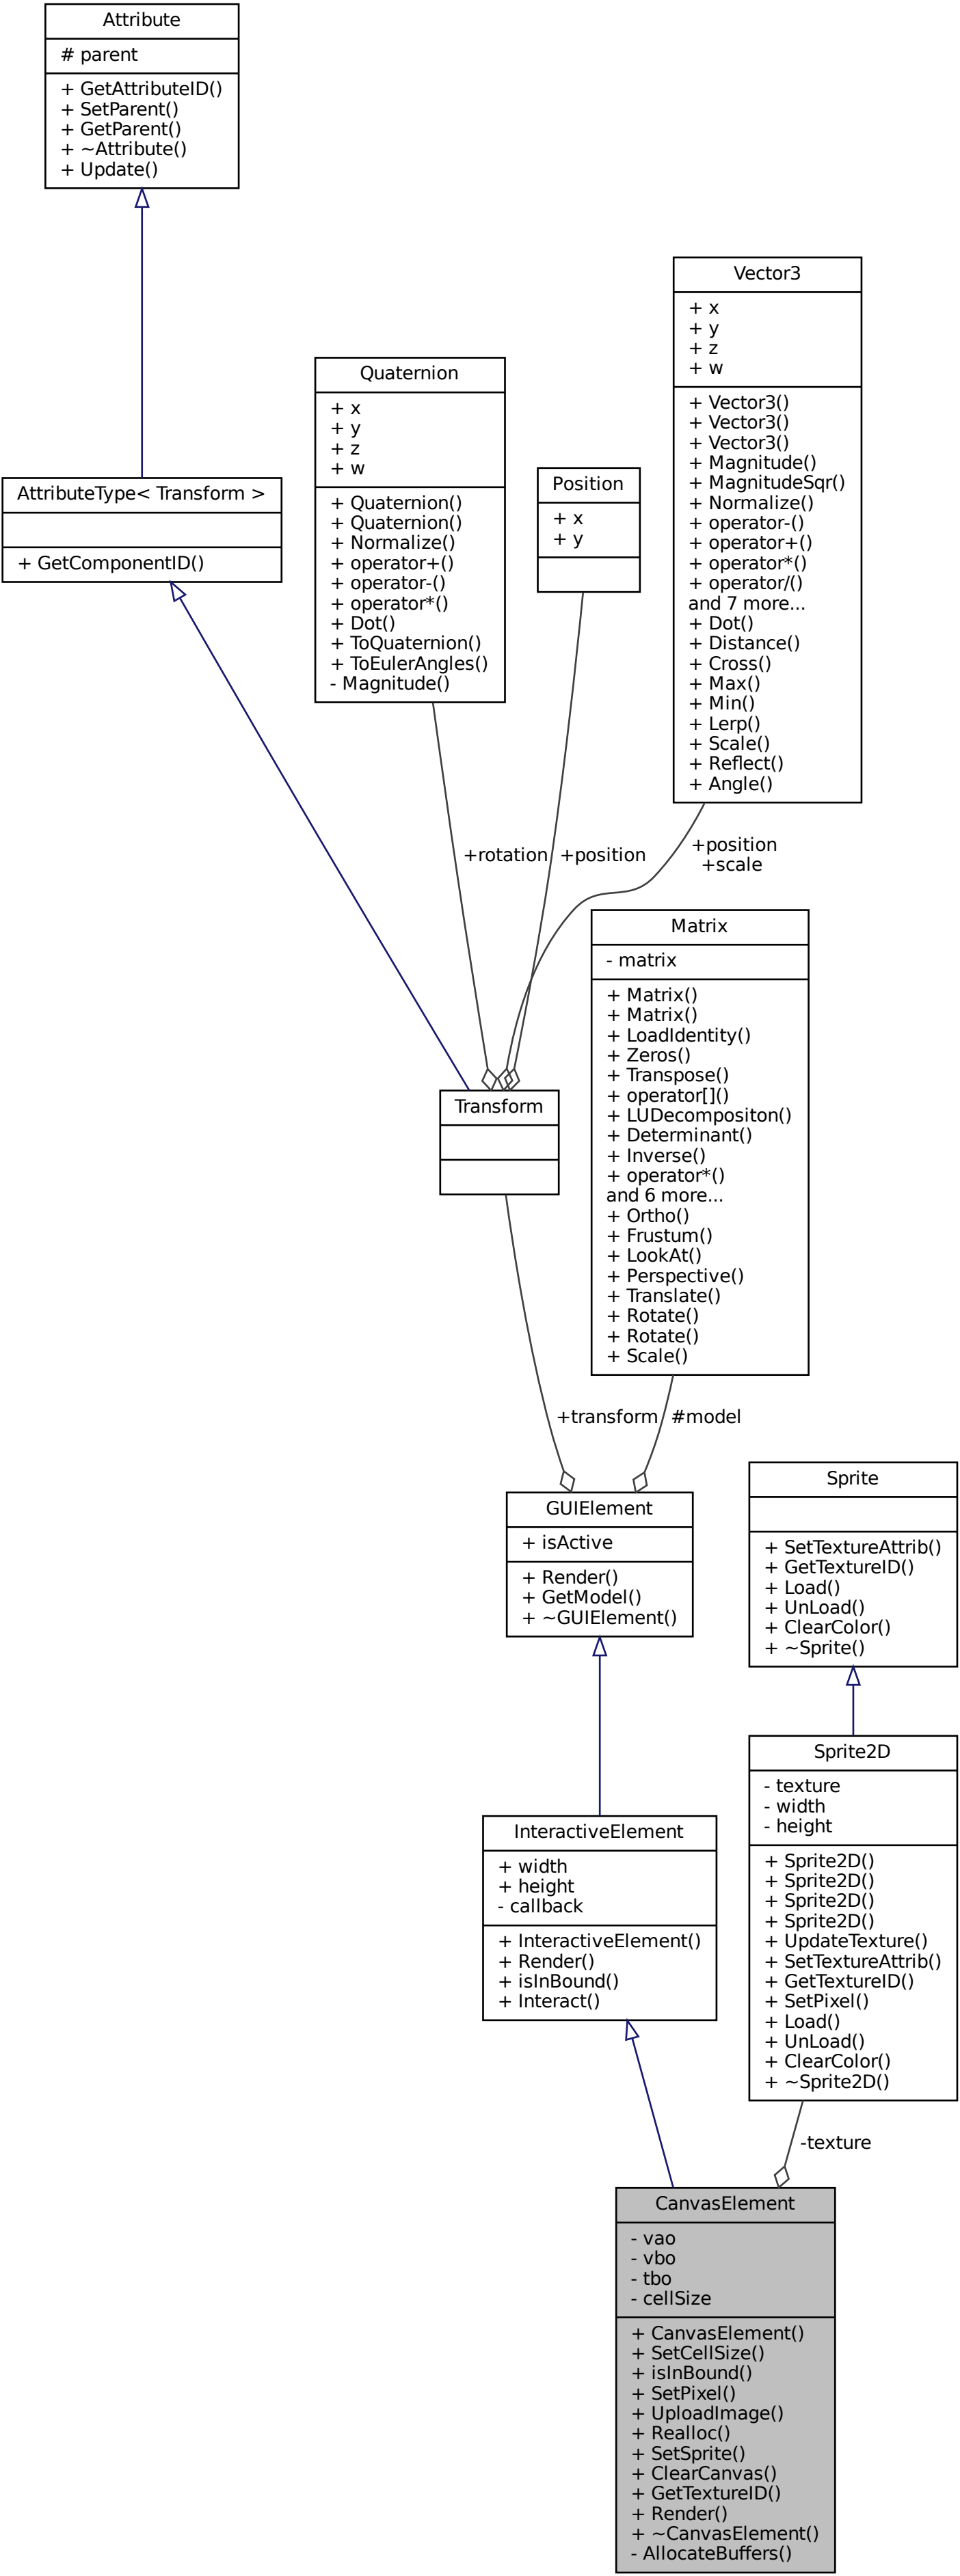 Attribute
# parent
+ GetAttributeID()
+ SetParent()
+ GetParent()
+ ~Attribute()
+ Update()
Vector3
+ x
+ y
+ z
+ w
+ Vector3()
+ Vector3()
+ Vector3()
+ Magnitude()
+ MagnitudeSqr()
+ Normalize()
+ operator-()
+ operator+()
+ operator*()
+ operator/()
and 7 more...
+ Dot()
+ Distance()
+ Cross()
+ Max()
+ Min()
+ Lerp()
+ Scale()
+ Reflect()
+ Angle()
Quaternion
+ x
+ y
+ z
+ w
+ Quaternion()
+ Quaternion()
+ Normalize()
+ operator+()
+ operator-()
+ operator*()
+ Dot()
+ ToQuaternion()
+ ToEulerAngles()
- Magnitude()
Position
+ x
+ y
AttributeType< Transform >
+ GetComponentID()
+rotation
+position
+position
+scale
Matrix
- matrix
+ Matrix()
+ Matrix()
+ LoadIdentity()
+ Zeros()
+ Transpose()
+ operator[]()
+ LUDecompositon()
+ Determinant()
+ Inverse()
+ operator*()
and 6 more...
+ Ortho()
+ Frustum()
+ LookAt()
+ Perspective()
+ Translate()
+ Rotate()
+ Rotate()
+ Scale()
Transform
+transform
#model
GUIElement
+ isActive
+ Render()
+ GetModel()
+ ~GUIElement()
Sprite
+ SetTextureAttrib()
+ GetTextureID()
+ Load()
+ UnLoad()
+ ClearColor()
+ ~Sprite()
Sprite2D
- texture
- width
- height
+ Sprite2D()
+ Sprite2D()
+ Sprite2D()
+ Sprite2D()
+ UpdateTexture()
+ SetTextureAttrib()
+ GetTextureID()
+ SetPixel()
+ Load()
+ UnLoad()
+ ClearColor()
+ ~Sprite2D()
InteractiveElement
+ width
+ height
- callback
+ InteractiveElement()
+ Render()
+ isInBound()
+ Interact()
-texture
CanvasElement
- vao
- vbo
- tbo
- cellSize
+ CanvasElement()
+ SetCellSize()
+ isInBound()
+ SetPixel()
+ UploadImage()
+ Realloc()
+ SetSprite()
+ ClearCanvas()
+ GetTextureID()
+ Render()
+ ~CanvasElement()
- AllocateBuffers()